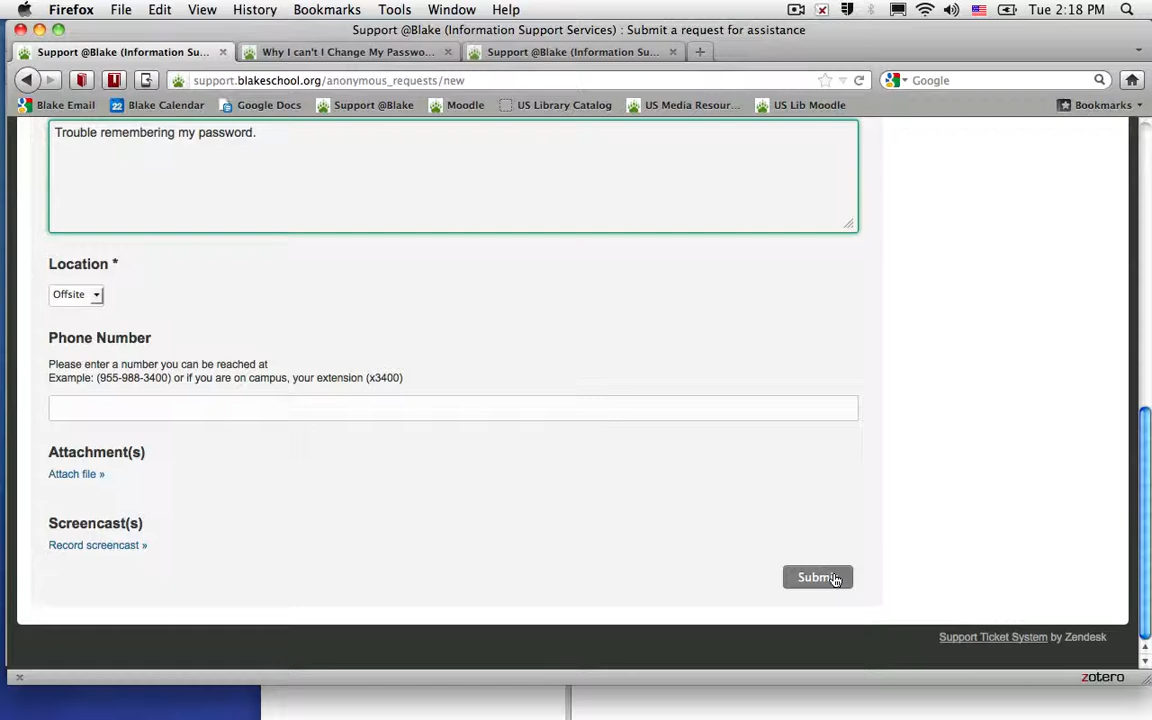 Firefox File Edit View History Bookmarks Tools Window Help Tue 2:18 PM
Support @Blake (Information Support Services) : Submit a request for assistance
Support @Blake (Information Su... Why I can't I Change My Passwo... Support @Blake (Information Su...
support.blakeschool.org/anonymous_requests/new Google
Blake Email 22 Blake Calendar Google Docs Support @Blake Moodle US Library Catalog US Media Resour... US Lib Moodle Bookmarks
Trouble remembering my password.
Location *
Offsite
Phone Number
Please enter a number you can be reached at
Example: (955-988-3400) or if you are on campus, your extension (x3400)
Attachment(s)
Attach file »
Screencast(s)
Record screencast »
Submit
Support Ticket System by Zendesk
zotero